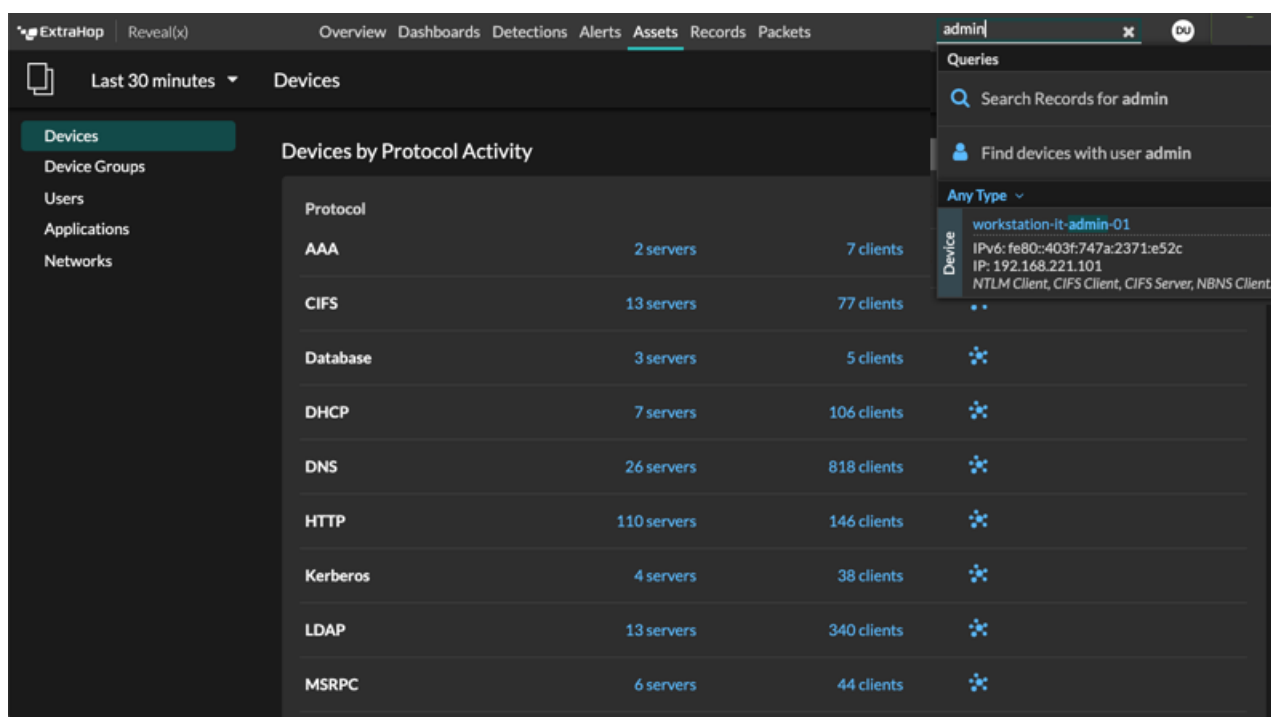 ExtraHop Reveal(x) Overview Dashboards Detections Alerts Assets Records Packets admin DU
Last 30 minutes Devices
Queries
Search Records for admin
Find devices with user admin
Any Type
Device
workstation-it-admin-01
IPv6: fe80::403f:747a:2371:e52c
IP: 192.168.221.101
NTLM Client, CIFS Client, CIFS Server, NBNS Client
Devices
Device Groups
Users
Applications
Networks
Devices by Protocol Activity
Protocol
AAA 2 servers 7 clients
CIFS 13 servers 77 clients
Database 3 servers 5 clients
DHCP 7 servers 106 clients
DNS 26 servers 818 clients
HTTP 110 servers 146 clients
Kerberos 4 servers 38 clients
LDAP 13 servers 340 clients
MSRPC 6 servers 44 clients